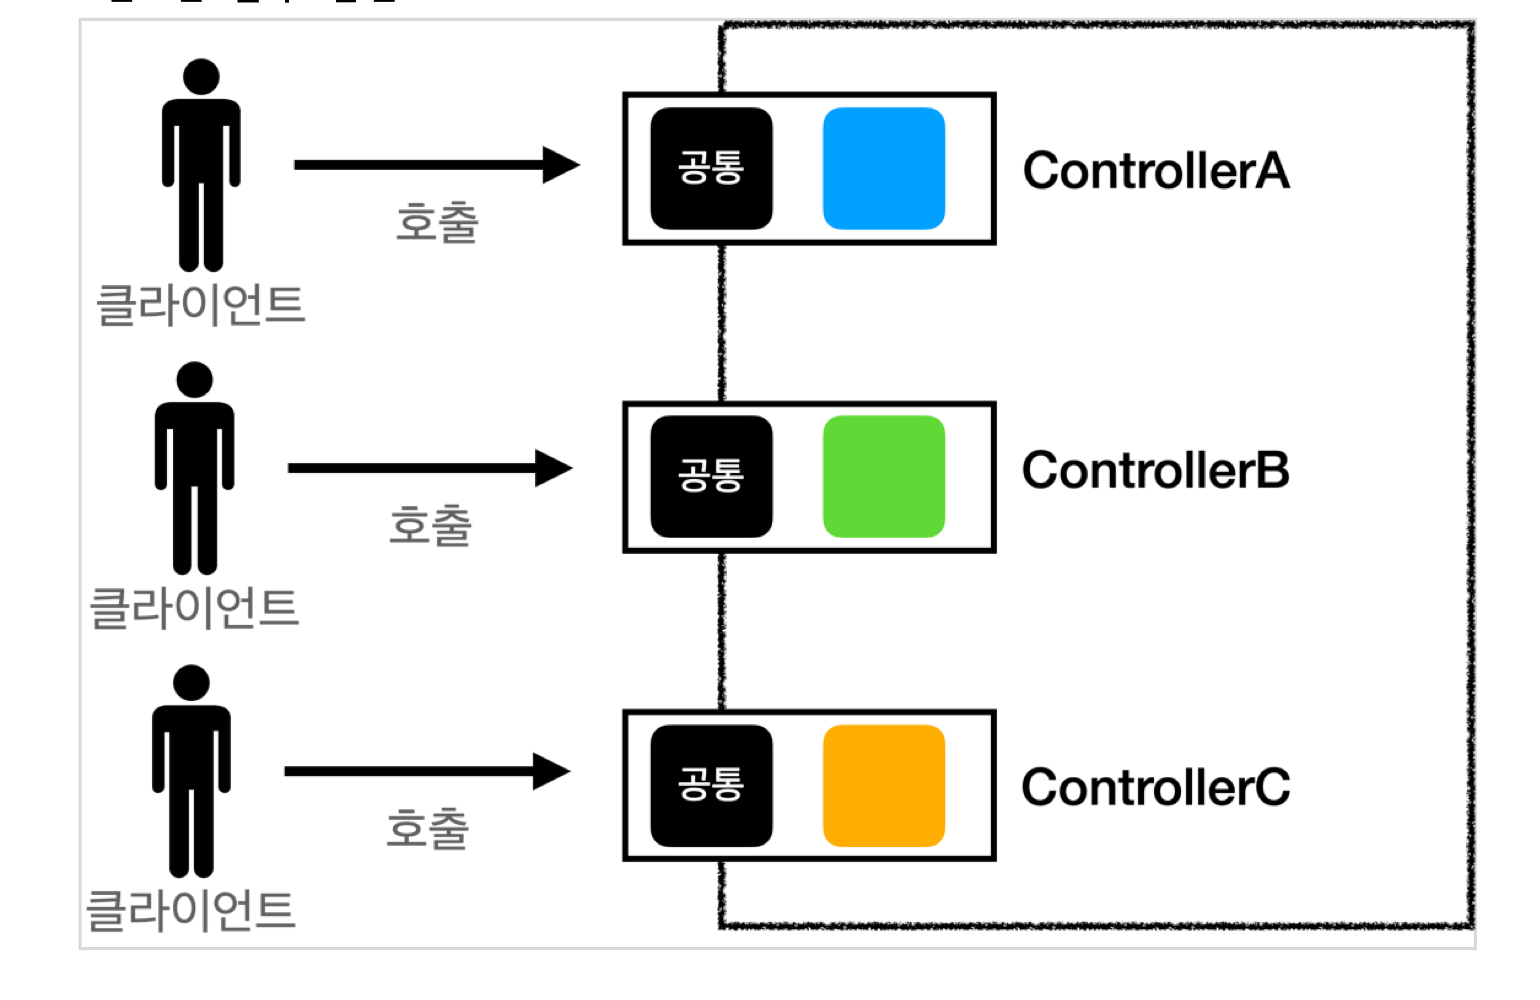 공통
ControllerA
호출
클라이언트
공통
ControllerB
호출
클라이언트
공통
ControllerC
호출
클라이언트